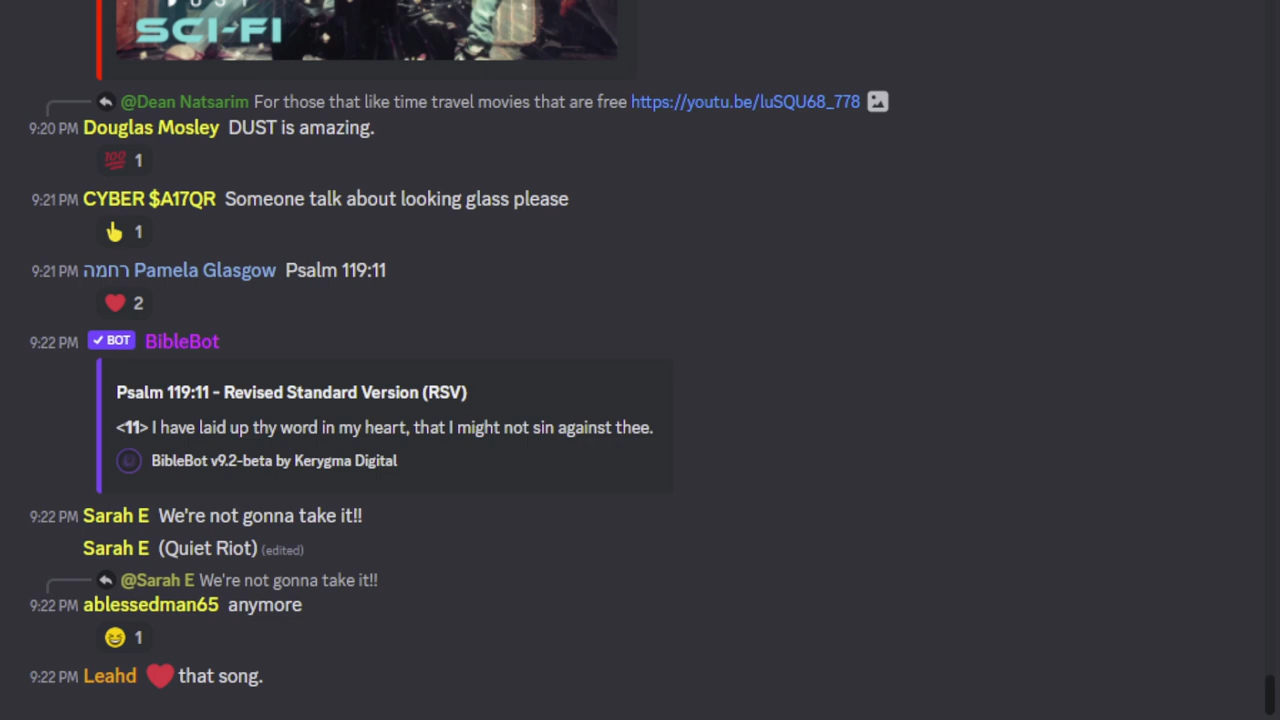 DUST
SCI-FI
@Dean Natsarim For those that like time travel movies that are free https://youtu.be/luSQU68_778
9:20 PM Douglas Mosley DUST is amazing.
💯 1
9:21 PM CYBER $A17QR Someone talk about looking glass please
👆 1
9:21 PM רחמה Pamela Glasgow Psalm 119:11
❤️ 2
9:22 PM ✓ BOT BibleBot
Psalm 119:11 - Revised Standard Version (RSV)
<11> I have laid up thy word in my heart, that I might not sin against thee.
BibleBot v9.2-beta by Kerygma Digital
9:22 PM Sarah E We're not gonna take it!!
Sarah E (Quiet Riot) (edited)
@Sarah E We're not gonna take it!!
9:22 PM ablessedman65 anymore
😆 1
9:22 PM Leahd ❤️ that song.